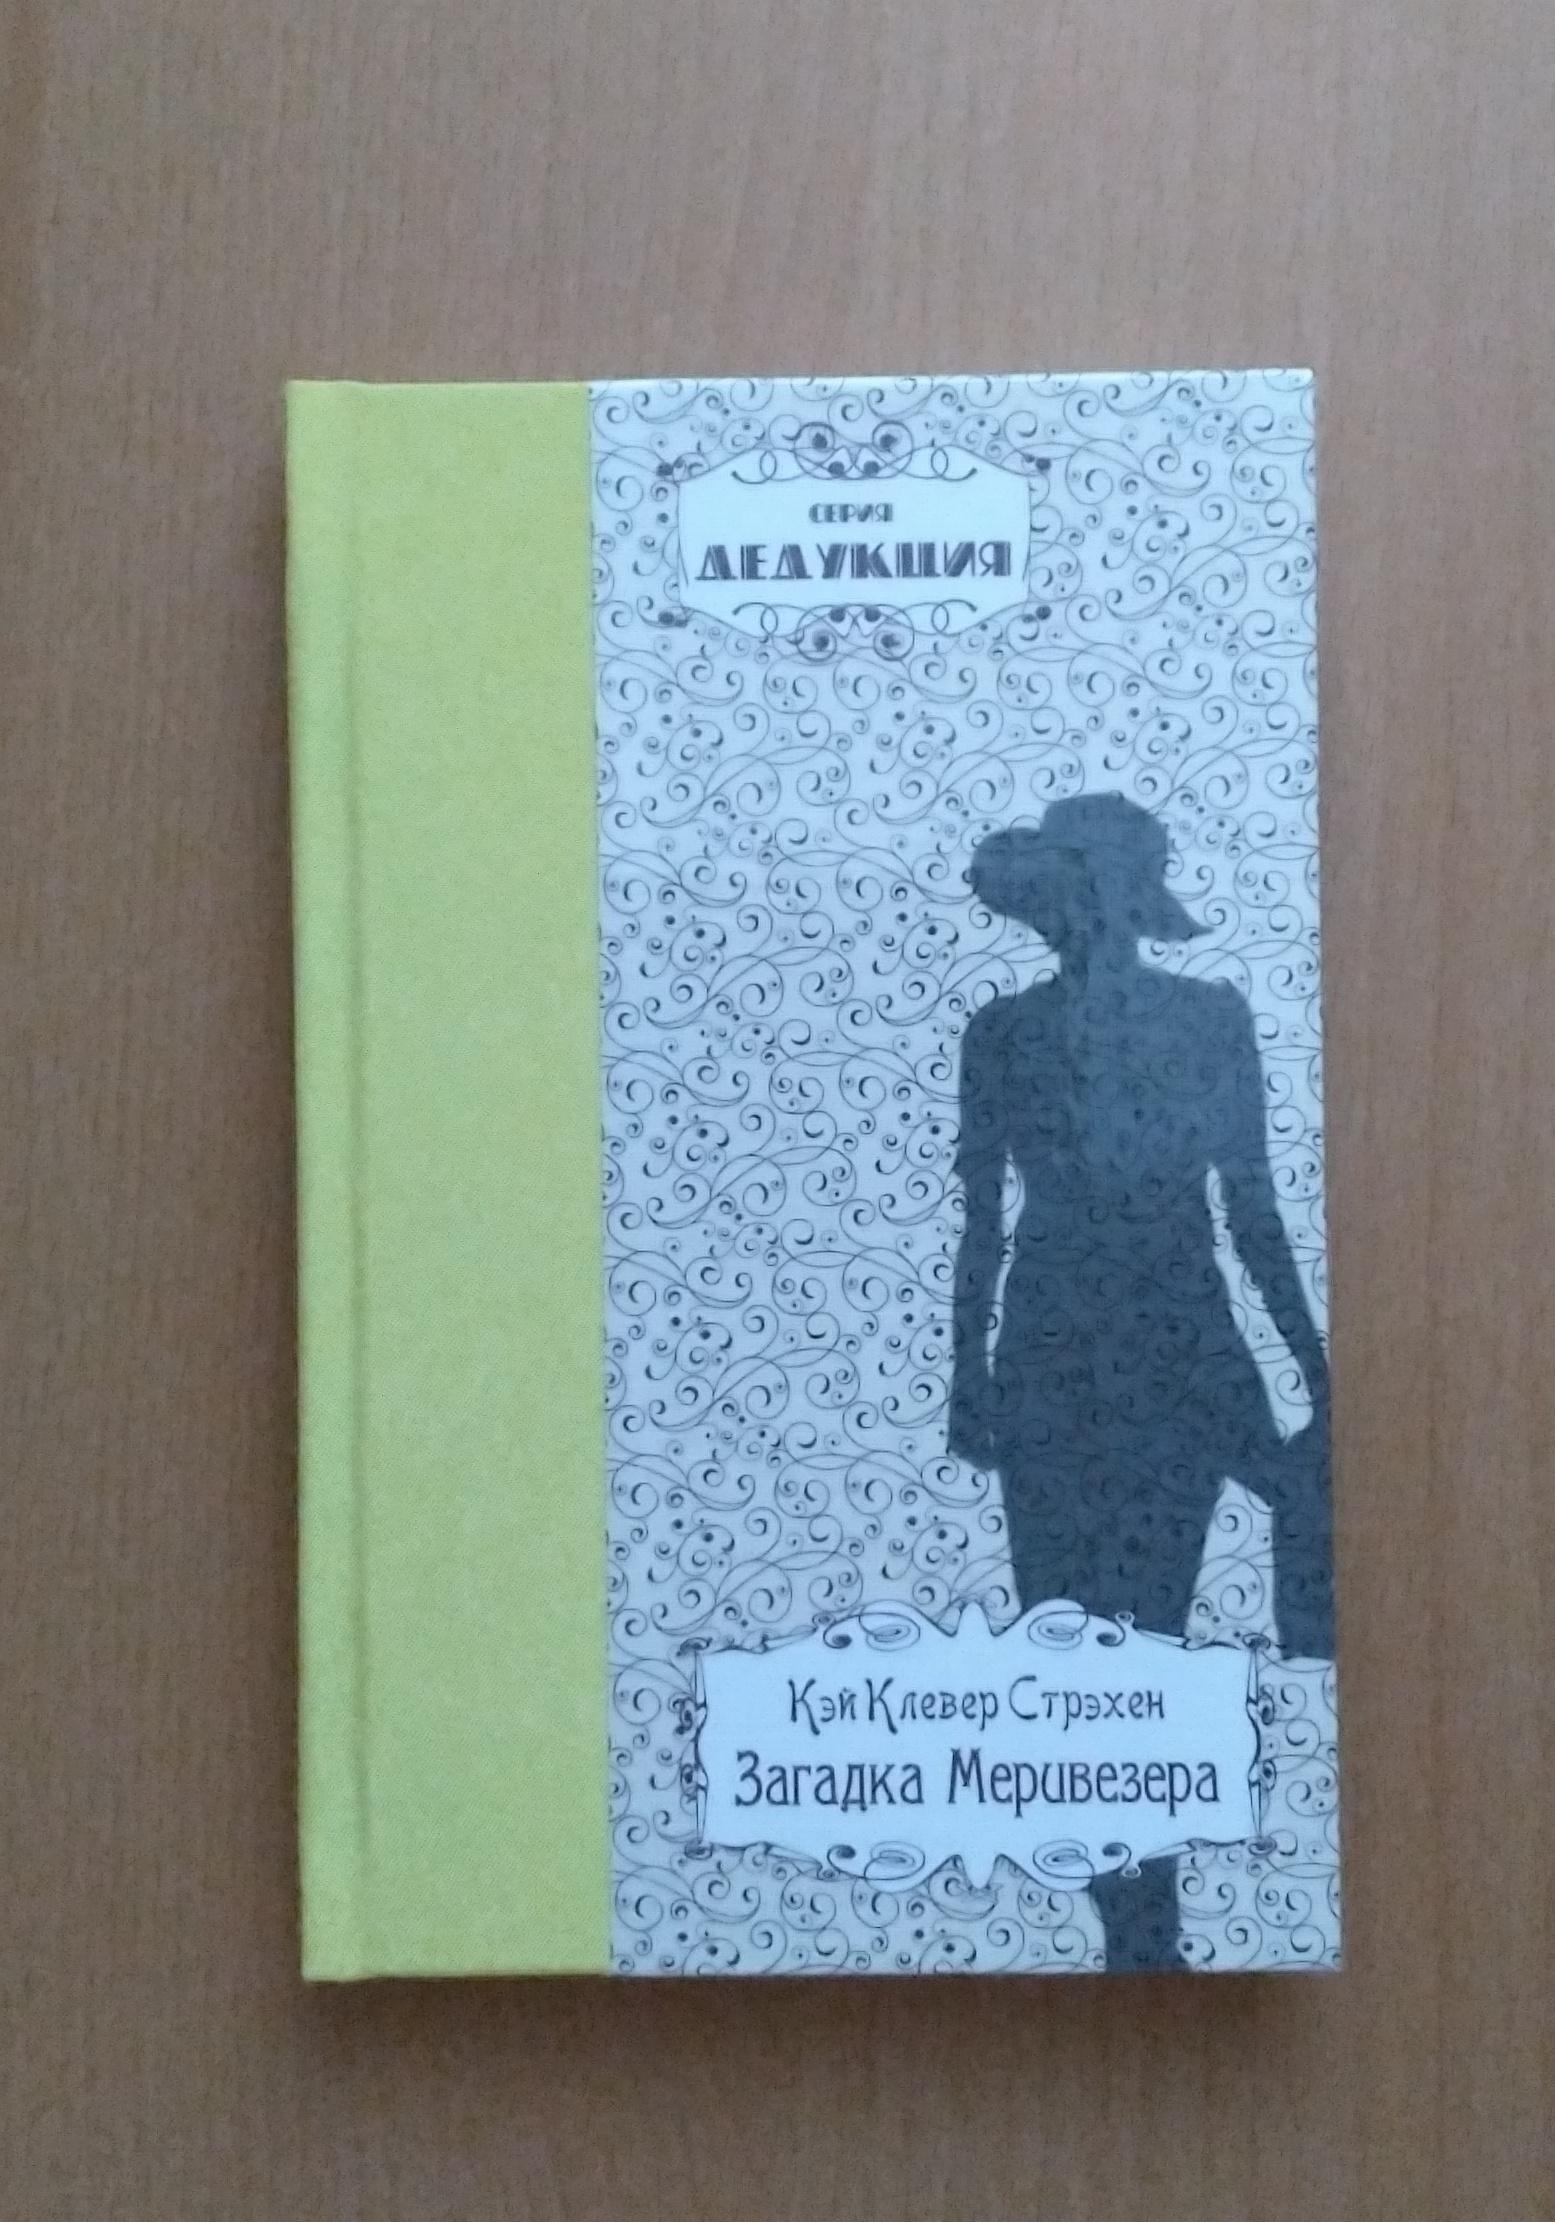 СЕРИЯ
ДЕДУКЦИЯ
Кэй Клевер Стрэхен
Загадка Меривезера